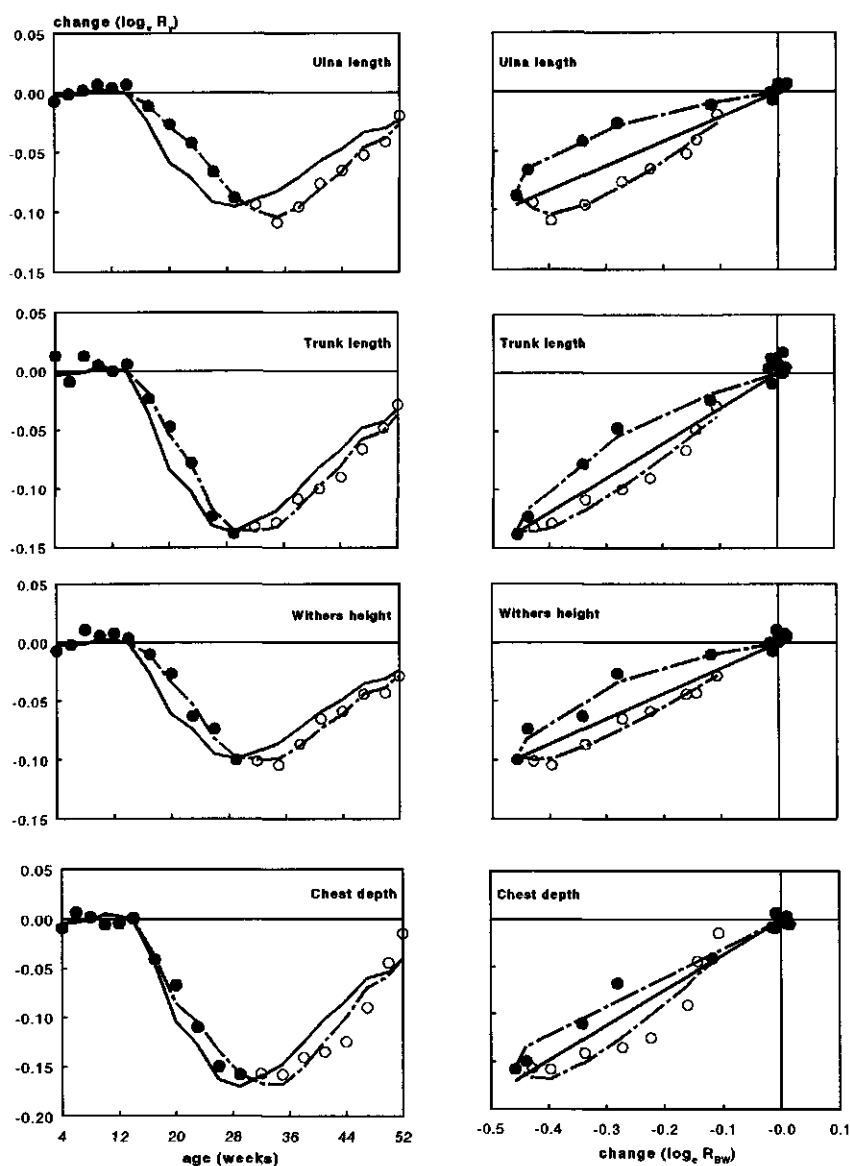 change (logₑ Rᵧ)
0.05
Ulna length
0.00
-0.05
-0.10
-0.15
Ulna length
0.05
Trunk length
0.00
-0.05
-0.10
-0.15
Trunk length
0.05
Withers height
0.00
-0.05
-0.10
-0.15
Withers height
0.05
Chest depth
0.00
-0.05
-0.10
-0.15
-0.20
4 12 20 28 36 44 52
age (weeks)
Chest depth
-0.5 -0.4 -0.3 -0.2 -0.1 -0.0 0.1
change (logₑ R_BW)